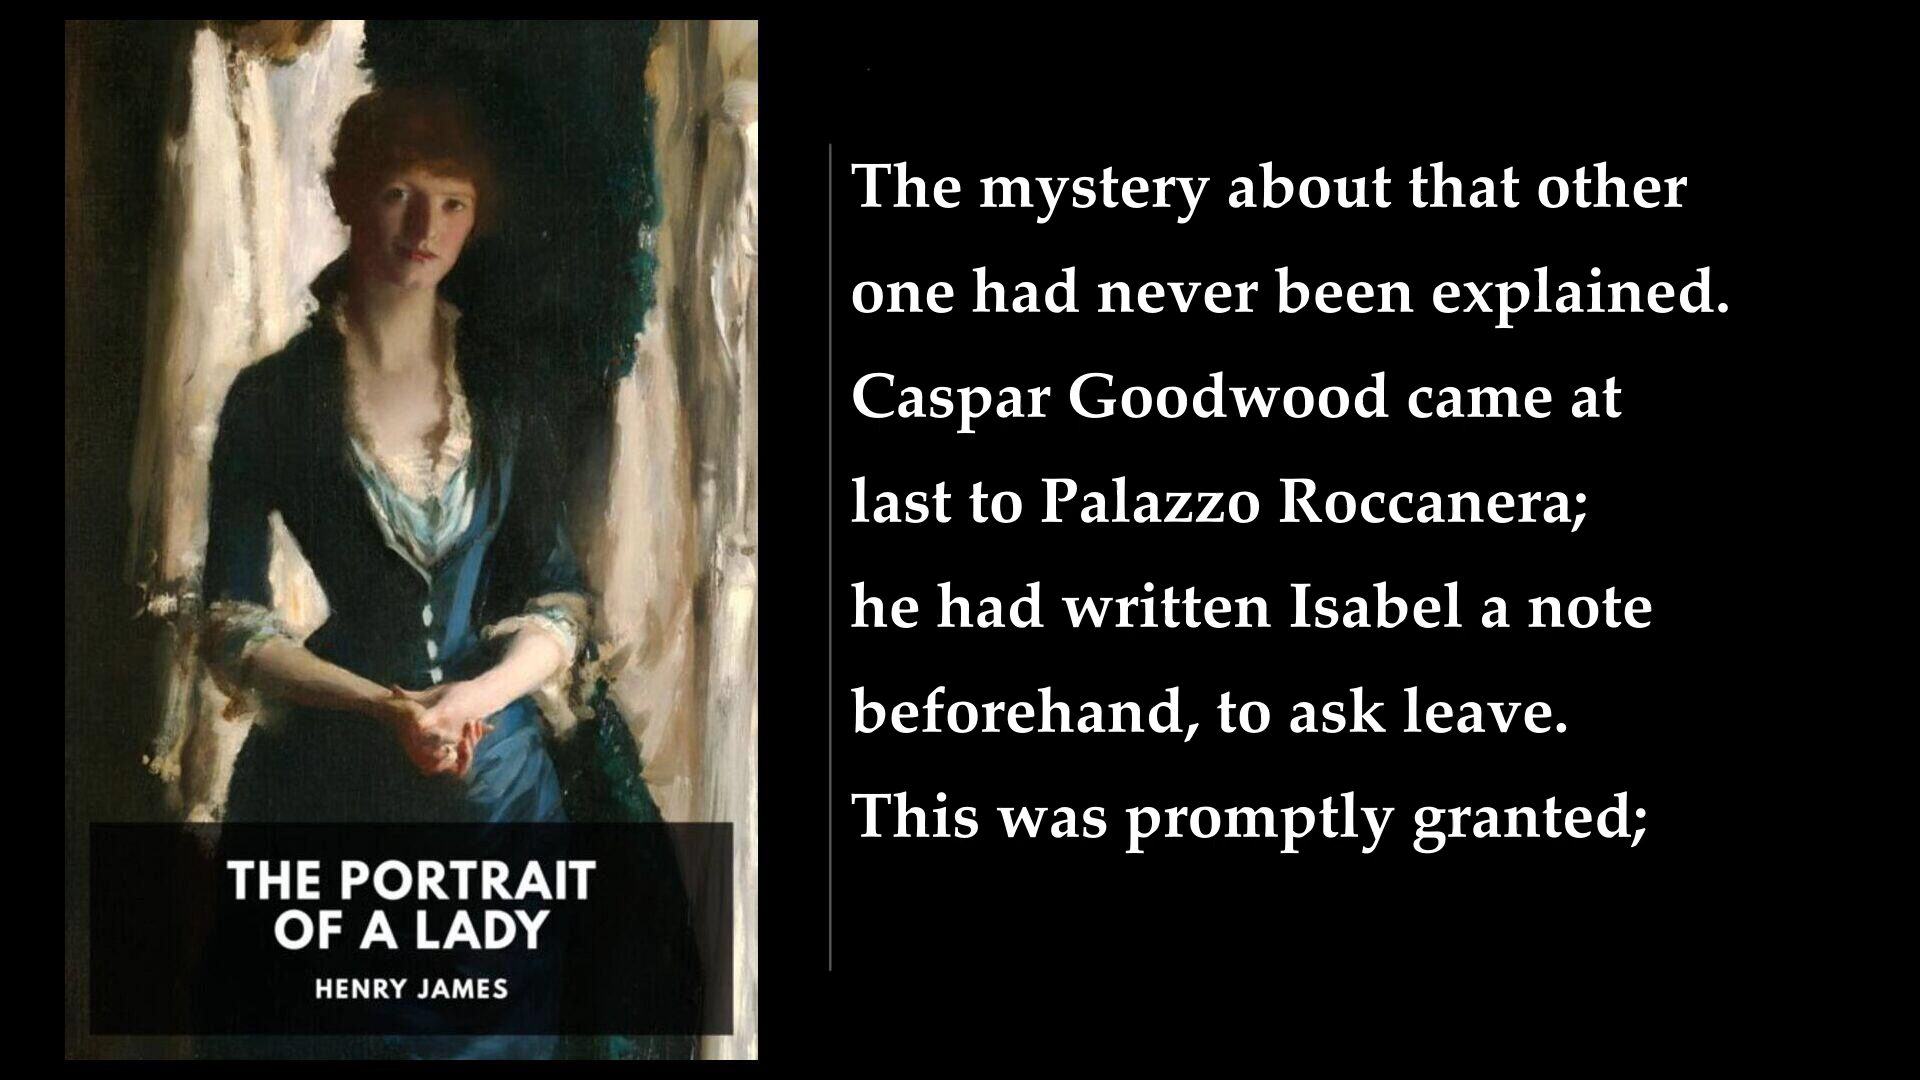 The mystery about that other
one had never been explained.
Caspar Goodwood came at
last to Palazzo Roccanera;
he had written Isabel a note
beforehand, to ask leave.
This was promptly granted;
THE PORTRAIT
OF A LADY
HENRY JAMES